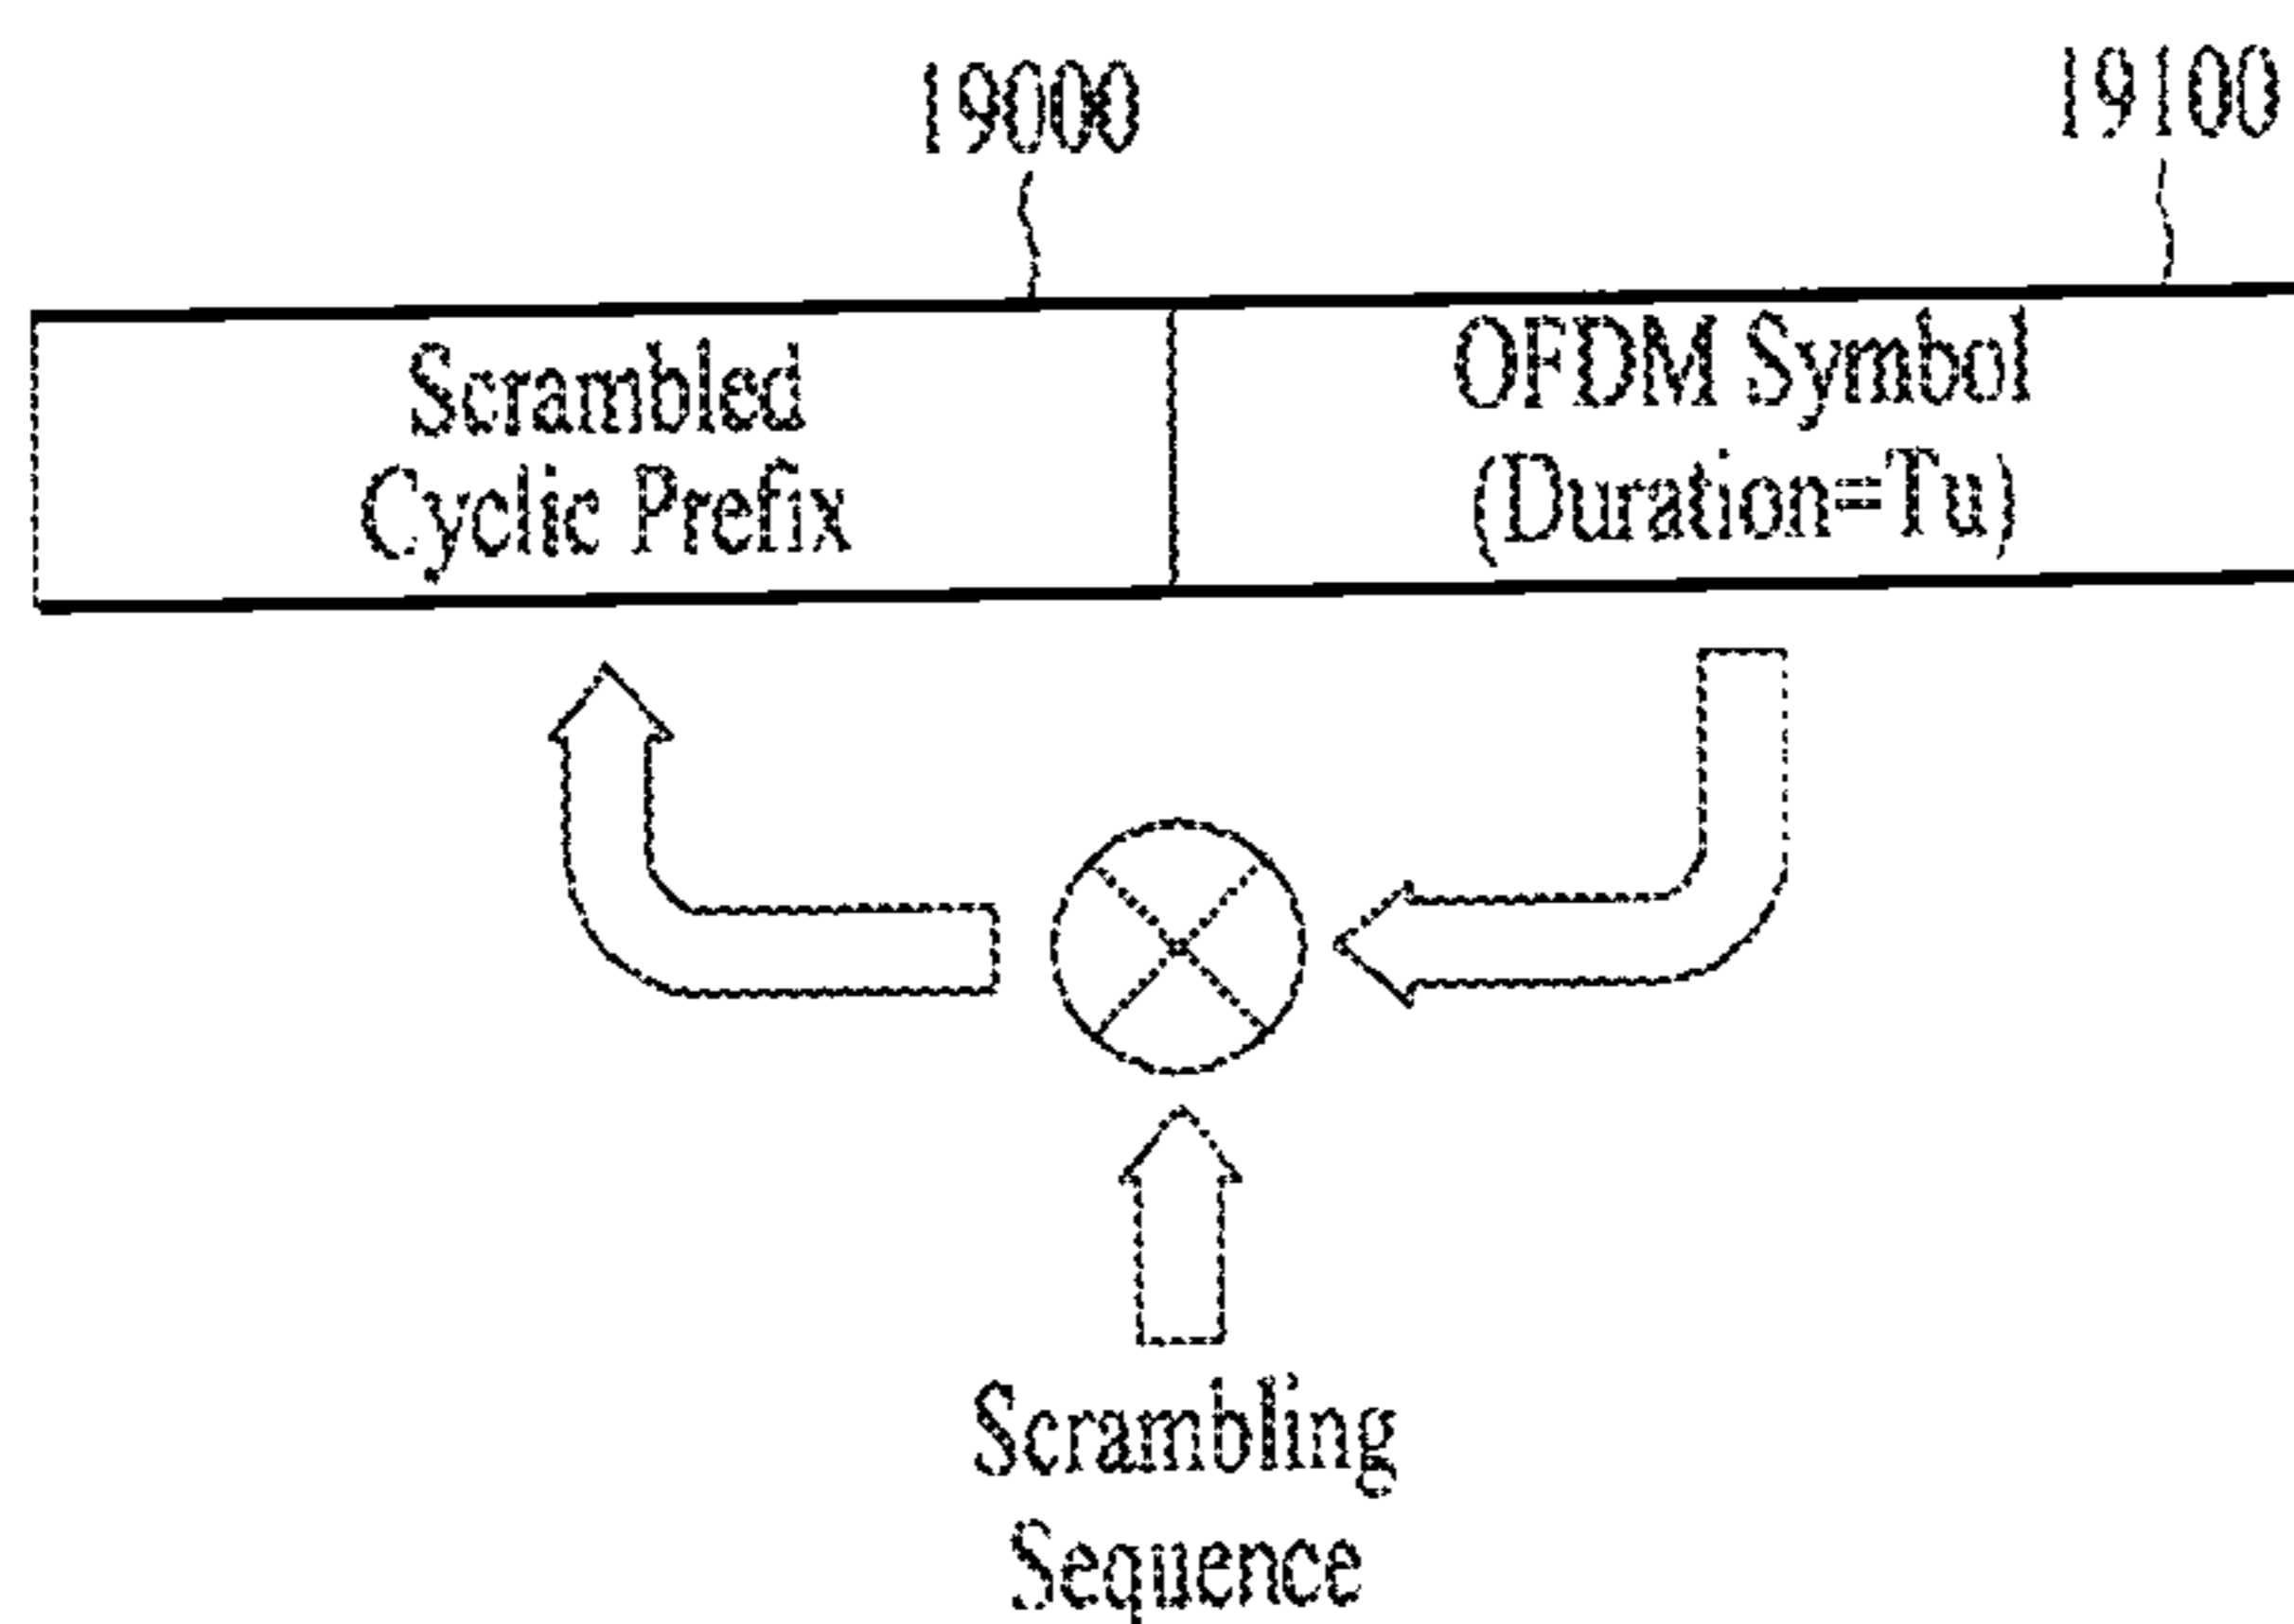 19000
19100
Scrambled
Cyclic Prefix
OFDM Symbol
(Duration=Tu)
Scrambling
Sequence